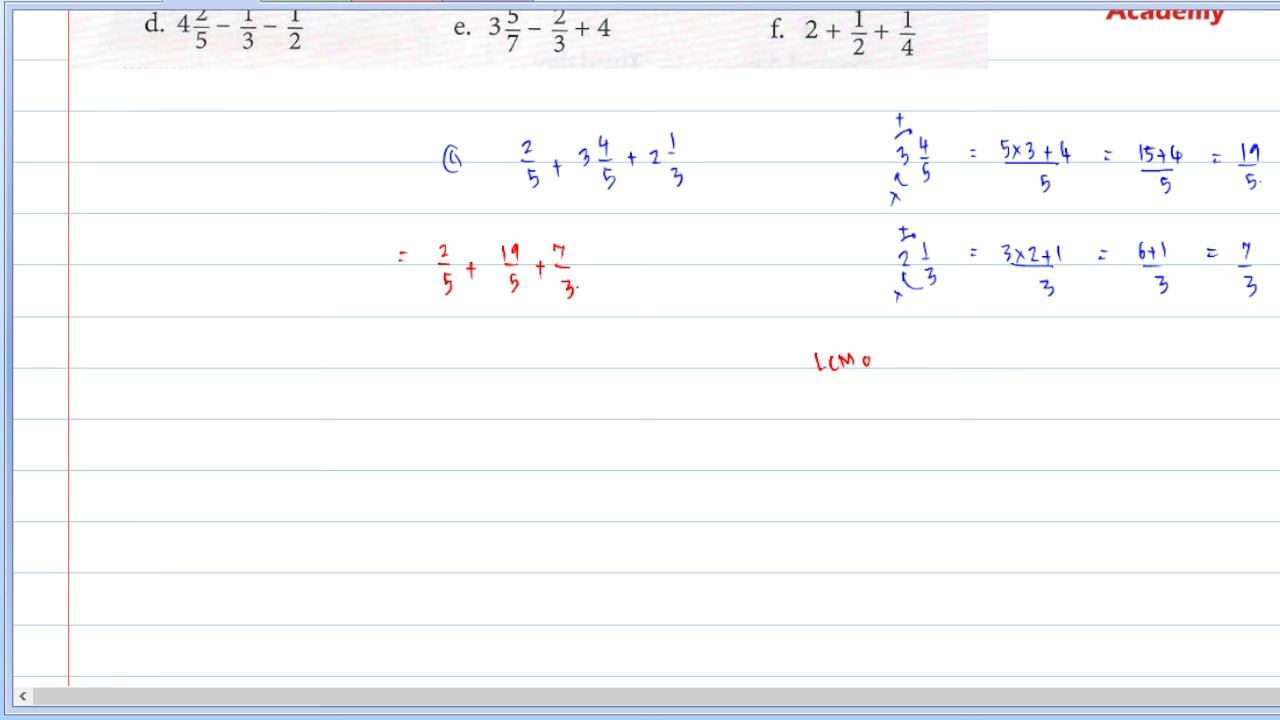 Academy
d. 4 2/5 − 1/3 − 1/2 e. 3 5/7 − 2/3 + 4 f. 2 + 1/2 + 1/4
2/5 + 3 4/5 + 2 1/3
+
3 4/5 = 5×3+4/5 = 15+4/5 = 19/5.
×
= 2/5 + 19/5 + 7/3.
+
2 1/3 = 3×2+1/3 = 6+1/3 = 7/3
×
LCM o